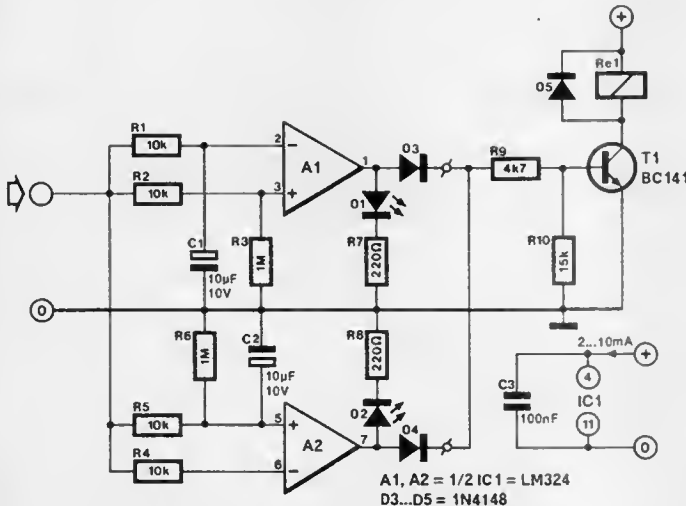 +
Re1
D5
R1
10k
2
−
A1
1
D3
R9
4k7
T1
BC141
R2
10k
3
+
D1
C1
10µF
10V
R3
1M
R7
220Ω
R10
15k
0
R6
1M
C2
10µF
10V
R8
220Ω
2...10mA
+
4
IC1
11
C3
100nF
0
R5
10k
5
+
D2
D4
A2
7
R4
10k
6
−
A1, A2 = 1/2 IC1 = LM324
D3...D5 = 1N4148